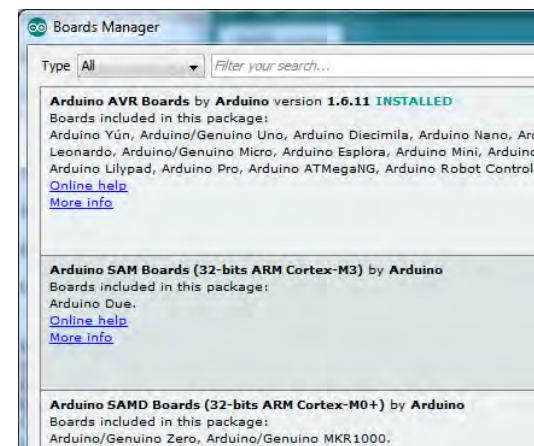 Boards Manager
Type All Filter your search...
Arduino AVR Boards by Arduino version 1.6.11 INSTALLED
Boards included in this package:
Arduino Yún, Arduino/Genuino Uno, Arduino Diecimila, Arduino Nano,
Leonardo, Arduino/Genuino Micro, Arduino Esplora, Arduino Mini,
Arduino Lilypad, Arduino Pro, Arduino ATMegaNG, Arduino Robot Control
Online help
More info
Arduino SAM Boards (32-bits ARM Cortex-M3) by Arduino
Boards included in this package:
Arduino Due.
Online help
More info
Arduino SAMD Boards (32-bits ARM Cortex-M0+) by Arduino
Boards included in this package:
Arduino/Genuino Zero, Arduino/Genuino MKR1000.